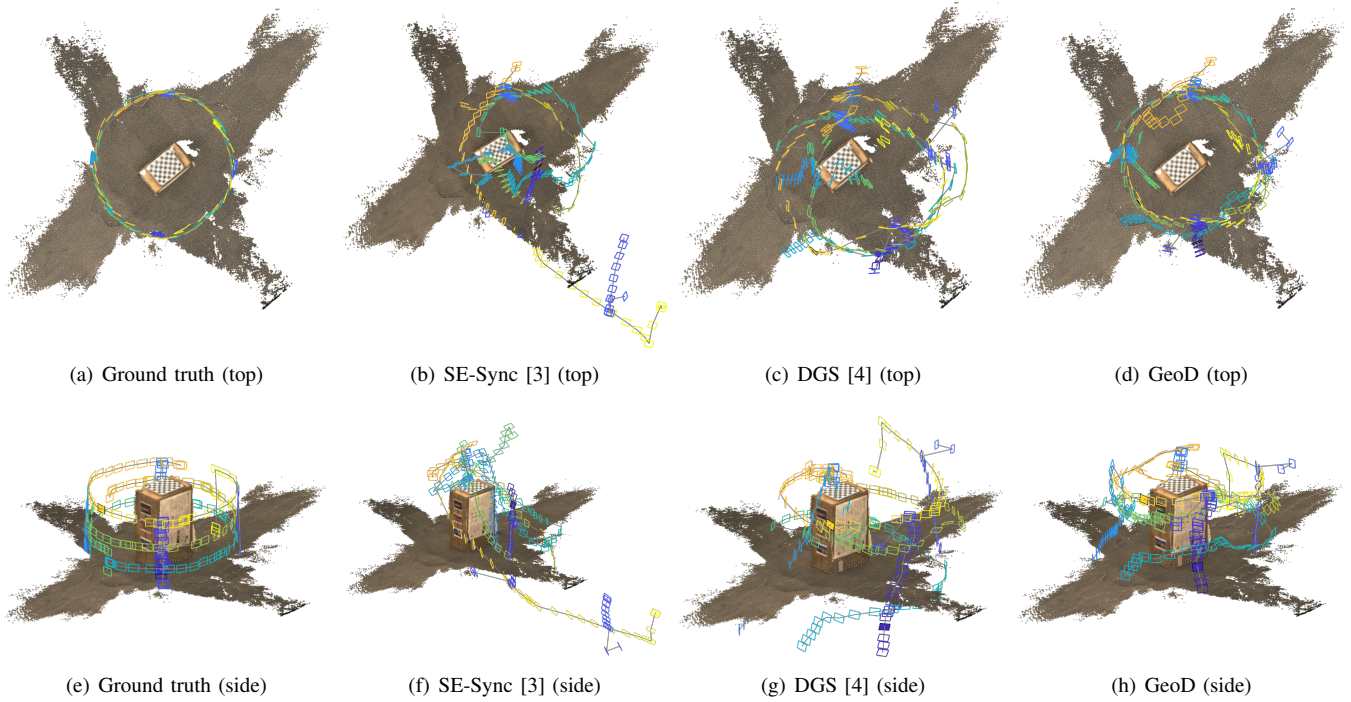 (a) Ground truth (top)
(b) SE-Sync [3] (top)
(c) DGS [4] (top)
(d) GeoD (top)
(e) Ground truth (side)
(f) SE-Sync [3] (side)
(g) DGS [4] (side)
(h) GeoD (side)